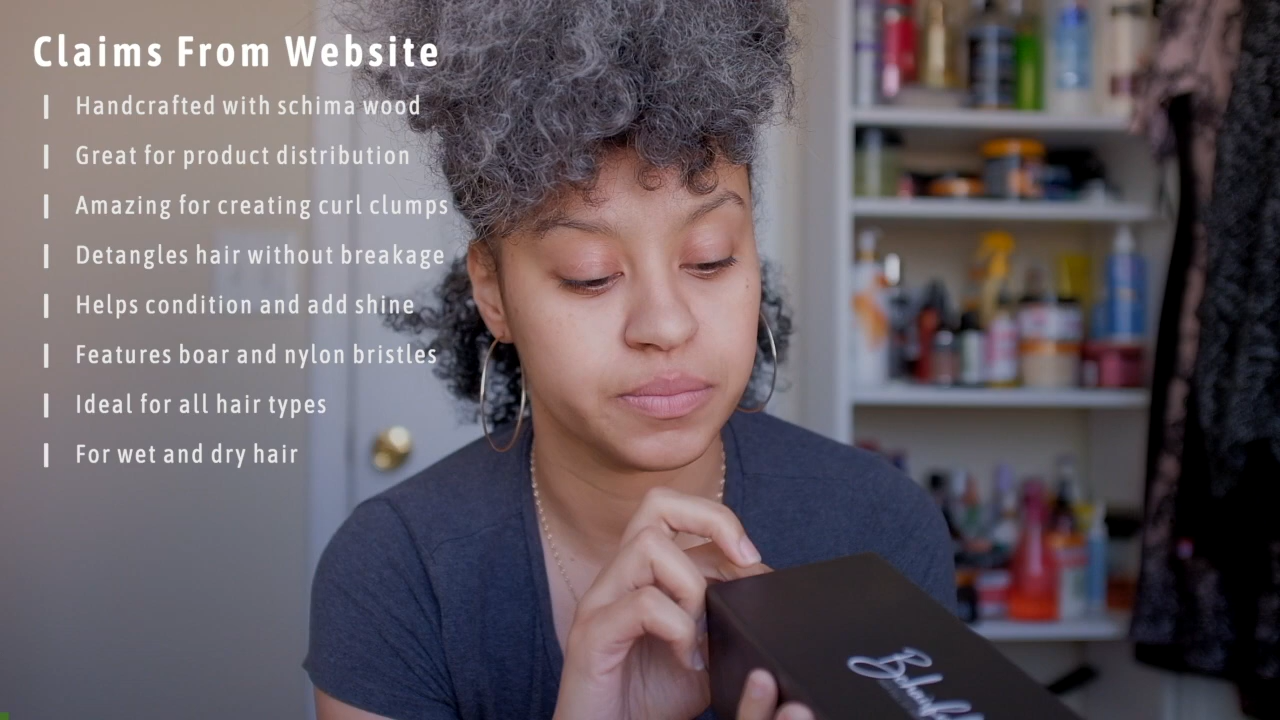 Claims From Website
Handcrafted with schima wood
Great for product distribution
Amazing for creating curl clumps
Detangles hair without breakage
Helps condition and add shine
Features boar and nylon bristles
Ideal for all hair types
For wet and dry hair